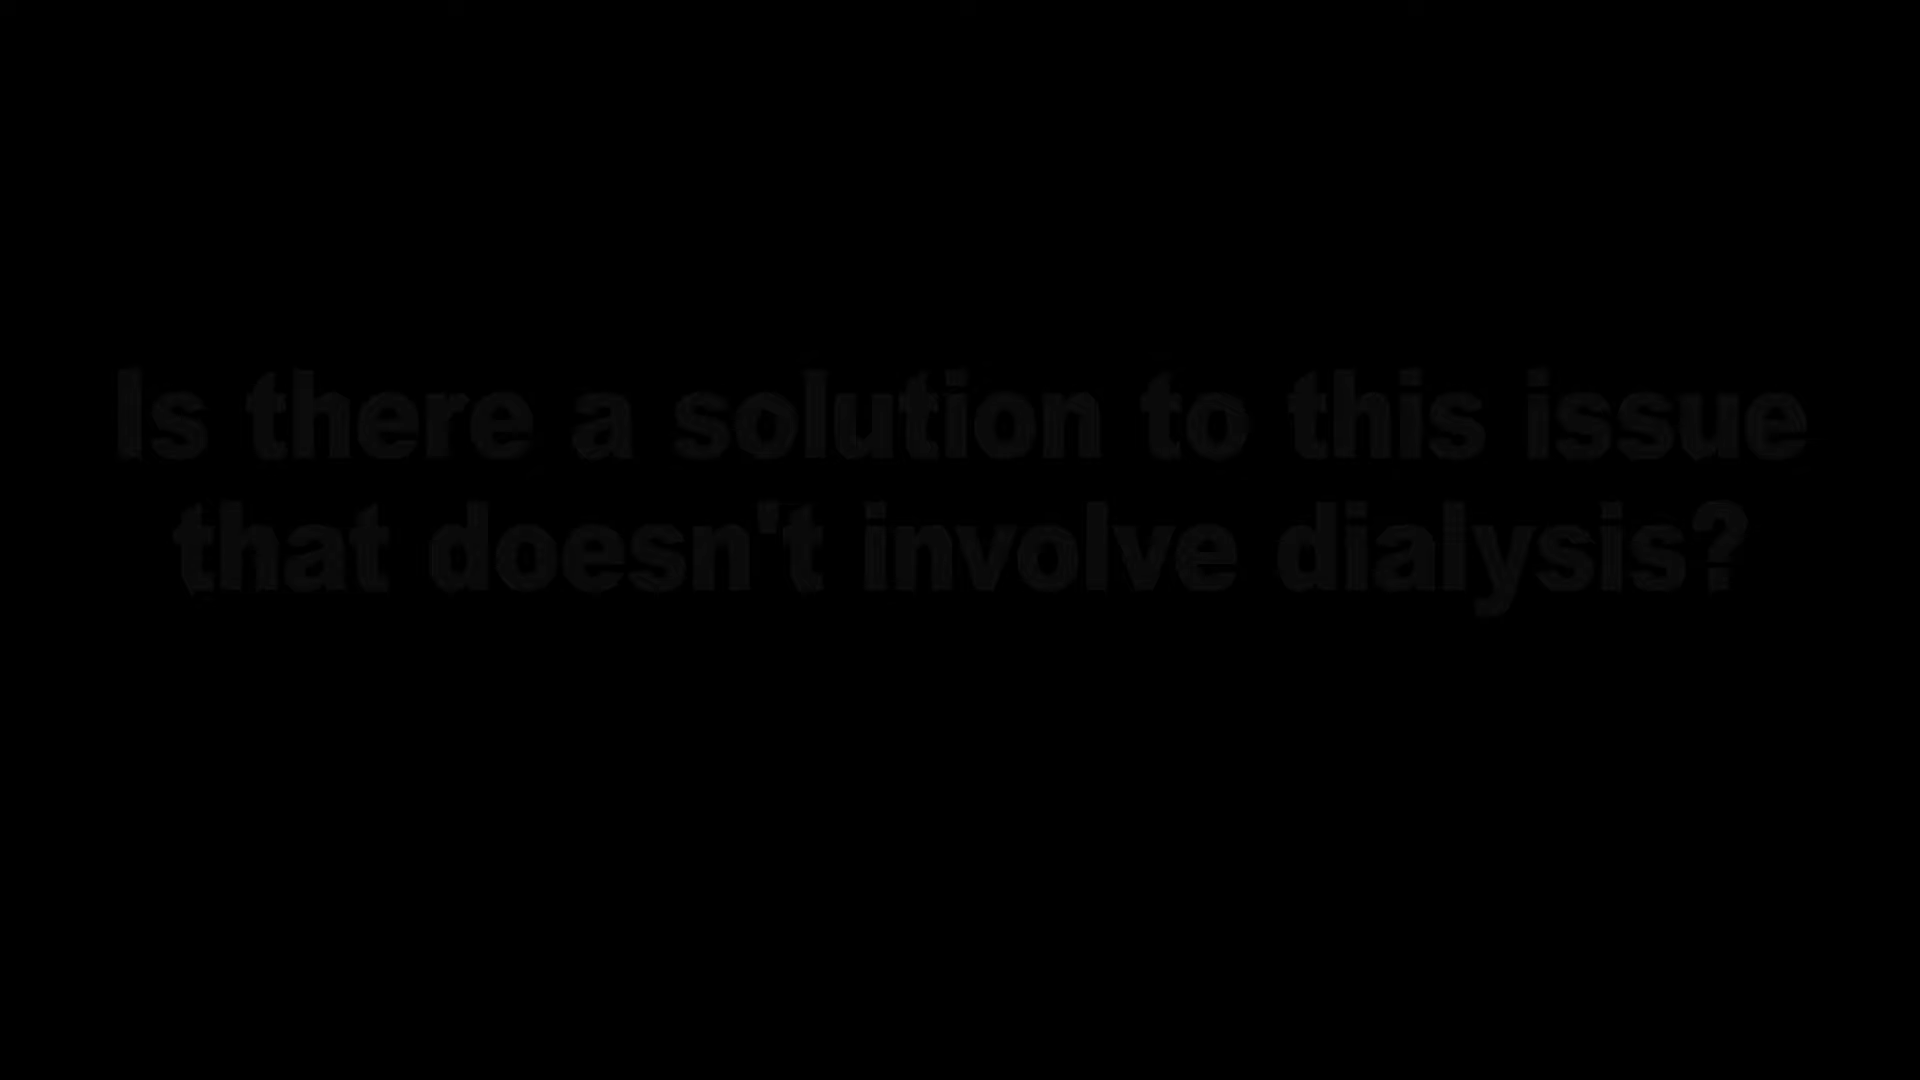 Is there a solution to this issue
that doesn't involve dialysis?